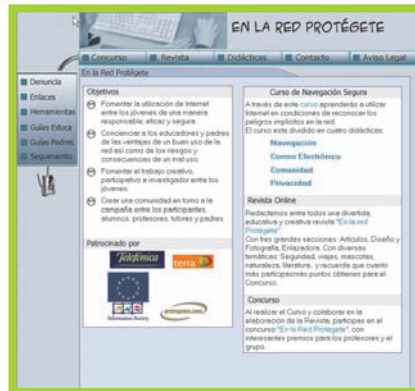 EN LA RED PROTÉGETE
Concurso
Revista
Didácticas
Contacto
Aviso Legal
En la Red Protégete
Denuncia
Enlaces
Herramientas
Guías Educa
Guías Padres
Seguimiento
Objetivos
Fomentar la utilización de Internet
entre los jóvenes de una manera
responsable, eficaz y segura.
Concienciar a los educadores y padres
de las ventajas de un buen uso de la
red así como de los riesgos y
consecuencias de un mal uso.
Fomentar el trabajo creativo,
participativo e investigador entre los
jóvenes.
Crear una comunidad en torno a la
campaña entre los participantes,
alumnos, profesores, tutores y padres.
Patrocinado por
Telefónica
terra
Information Society
protegeles.com
Curso de Navegación Segura
A través de este curso aprenderás a utilizar
Internet en condiciones de reconocer los
peligros implícitos en la red.
El curso este dividido en cuatro didácticas:
Navegación
Correo Electrónico
Comunidad
Privacidad
Revista Online
Redactemos entre todos una divertida,
educativa y creativa revista "En la red
Protégete".
Con tres grandes secciones: Artículos, Diseño y
Fotografía, Enlazadora. Con diversas
temáticas: Seguridad, viajes, mascotas,
naturaleza, literatura.. y recuerda que cuanto
más participasmás puntos obtienes para el
Concurso.
Concurso
Al realizar el Curso y colaborar en la
elaboración de la Revista, participas en el
concurso "En la Red Protégete", con
interesantes premios para los profesores y el
grupo.